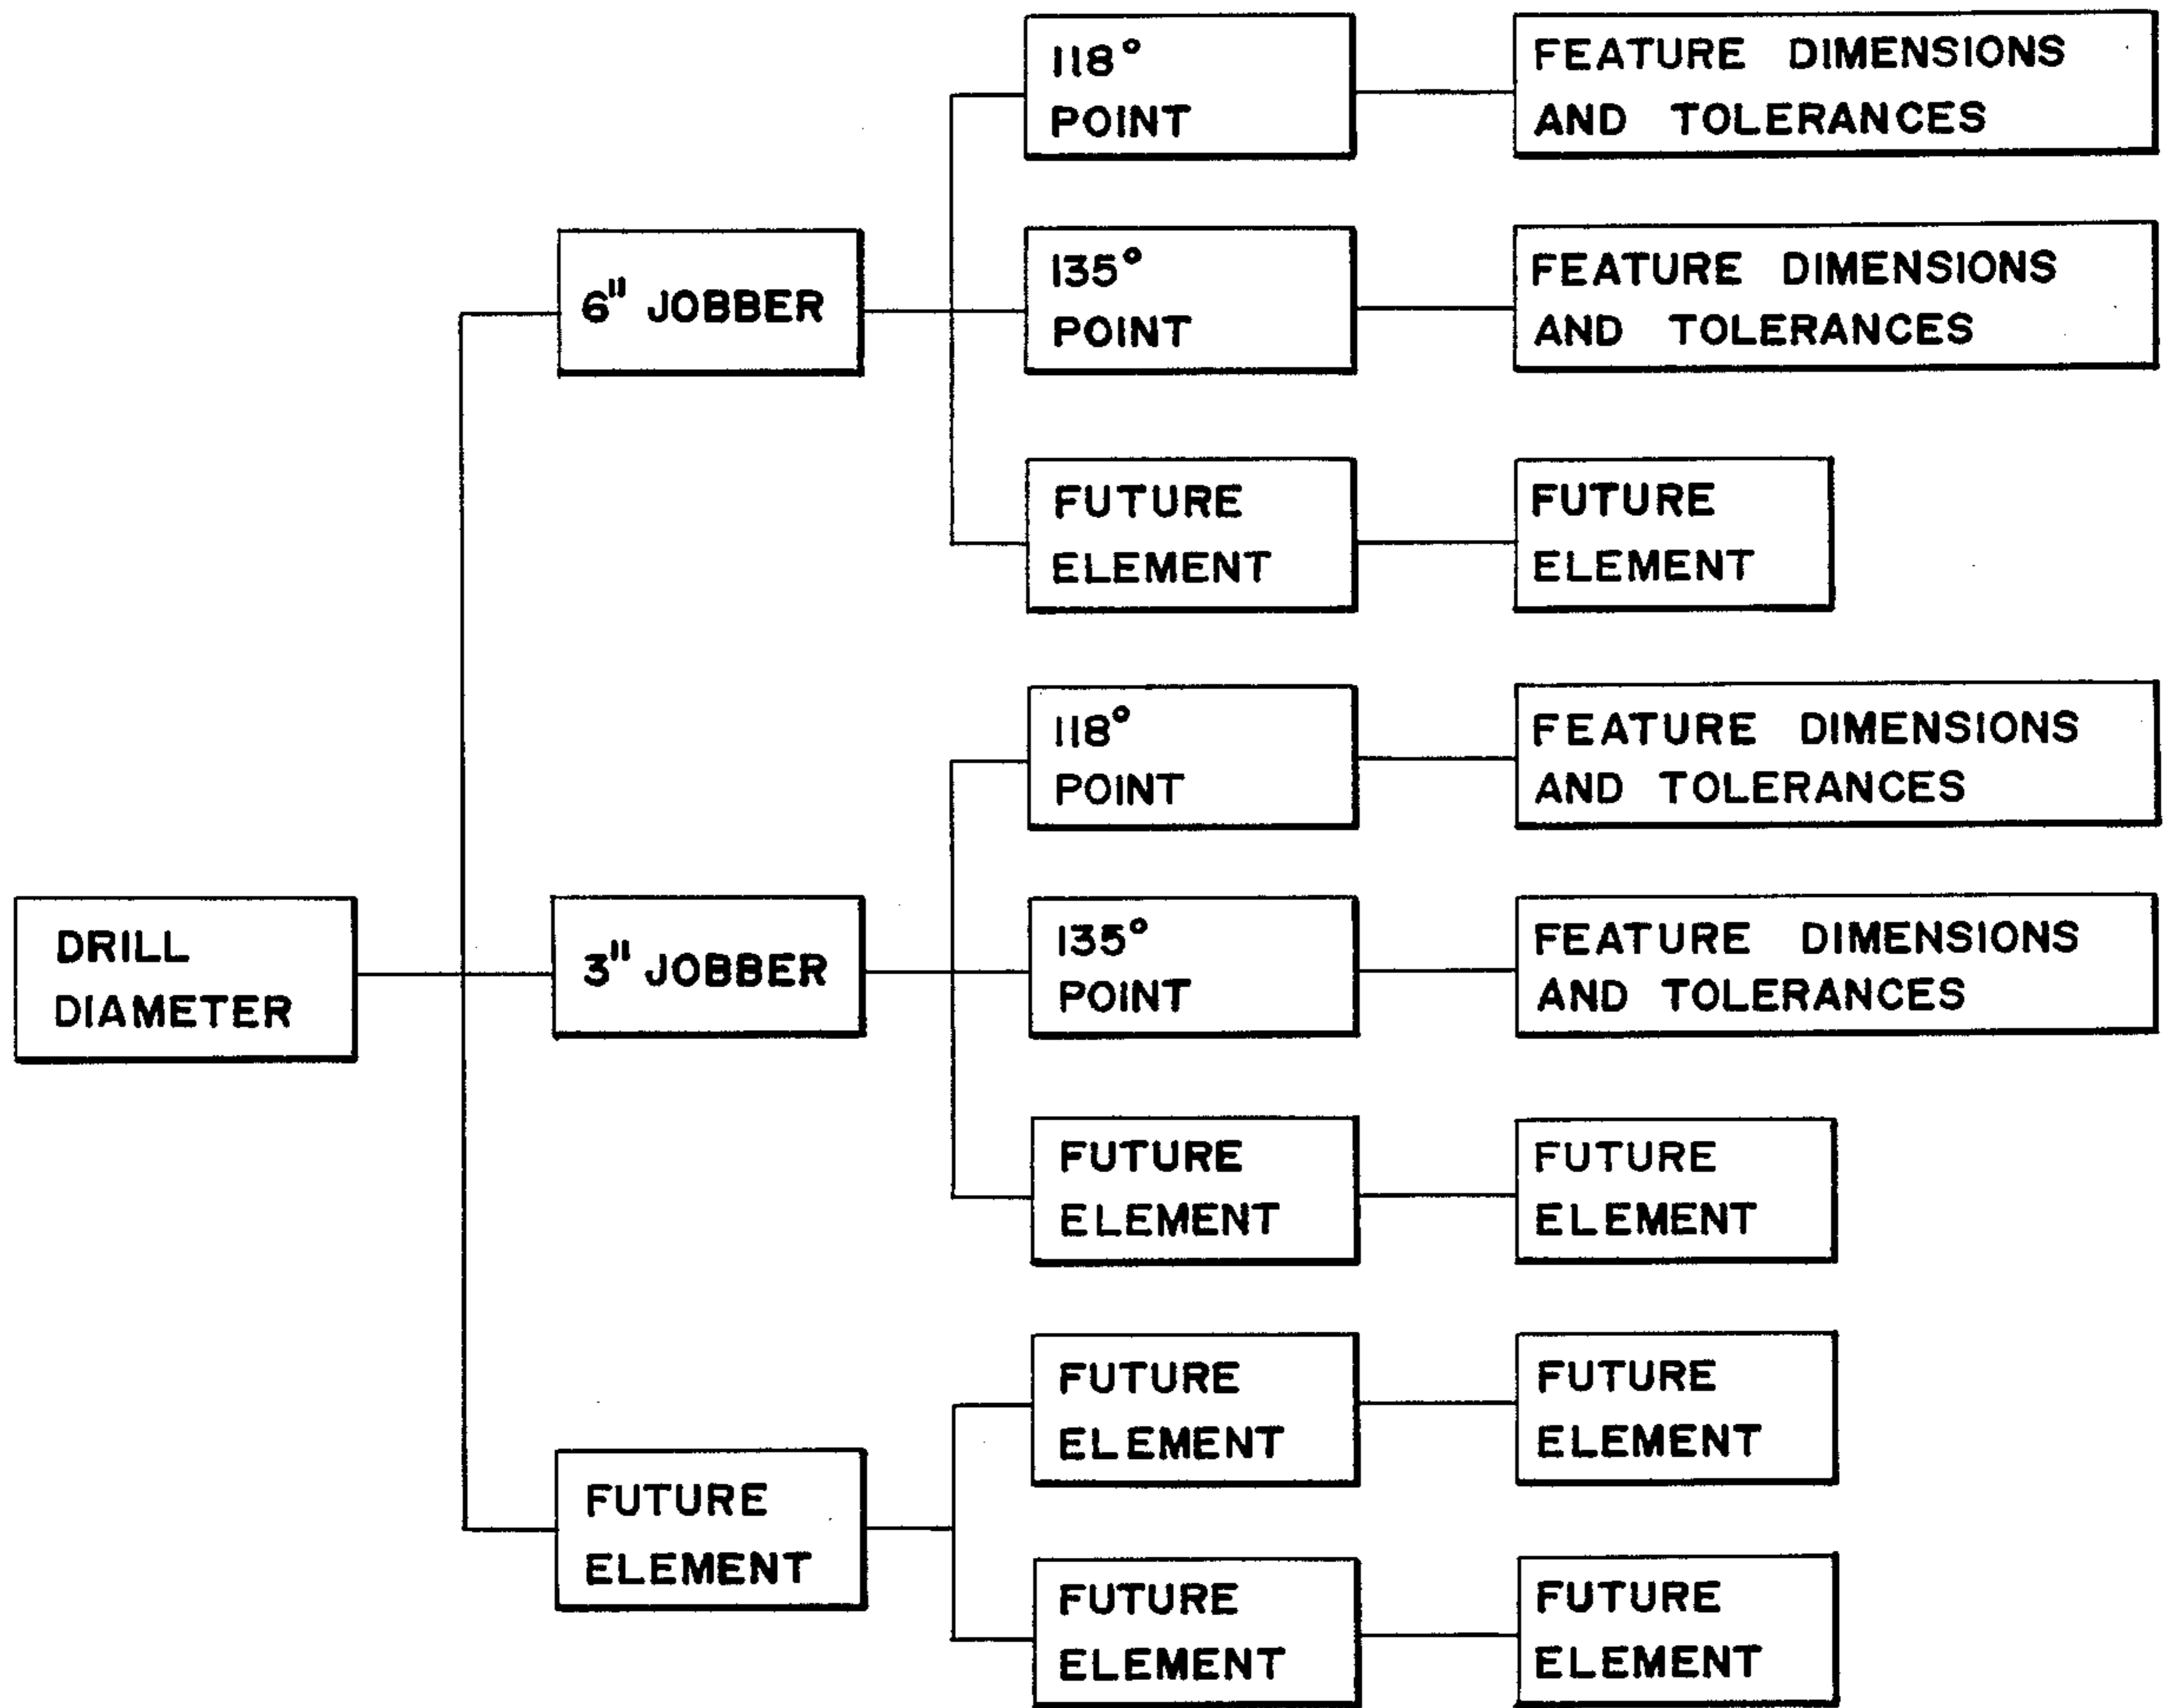 118°
POINT
FEATURE DIMENSIONS
AND TOLERANCES
6" JOBBER
135°
POINT
FEATURE DIMENSIONS
AND TOLERANCES
FUTURE
ELEMENT
FUTURE
ELEMENT
118°
POINT
FEATURE DIMENSIONS
AND TOLERANCES
DRILL
DIAMETER
3" JOBBER
135°
POINT
FEATURE DIMENSIONS
AND TOLERANCES
FUTURE
ELEMENT
FUTURE
ELEMENT
FUTURE
ELEMENT
FUTURE
ELEMENT
FUTURE
ELEMENT
FUTURE
ELEMENT
FUTURE
ELEMENT